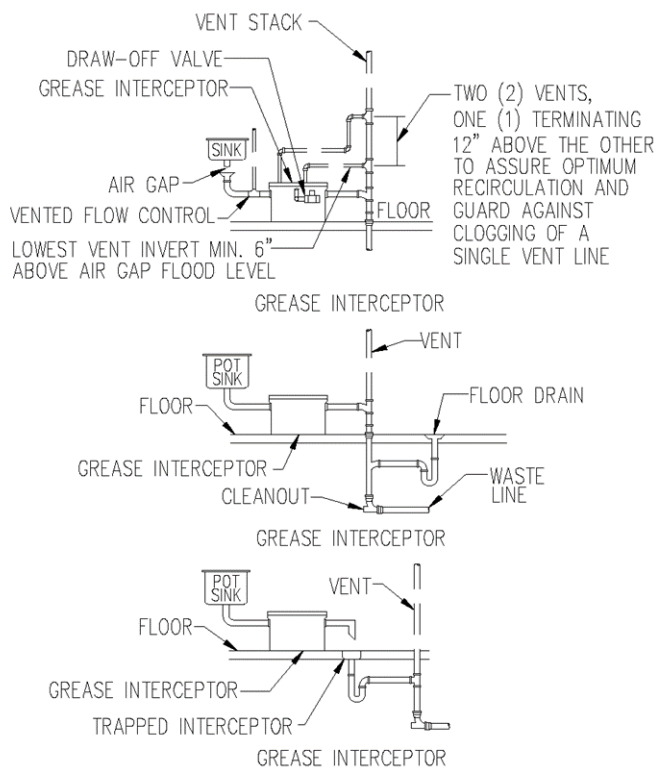 VENT STACK
DRAW-OFF VALVE
GREASE INTERCEPTOR
TWO (2) VENTS,
ONE (1) TERMINATING
12" ABOVE THE OTHER
TO ASSURE OPTIMUM
RECIRCULATION AND
GUARD AGAINST
CLOGGING OF A
SINGLE VENT LINE
SINK
AIR GAP
VENTED FLOW CONTROL
FLOOR
LOWEST VENT INVERT MIN. 6"
ABOVE AIR GAP FLOOD LEVEL
GREASE INTERCEPTOR
VENT
POT
SINK
FLOOR
FLOOR DRAIN
GREASE INTERCEPTOR
CLEANOUT
WASTE
LINE
GREASE INTERCEPTOR
POT
SINK
VENT
FLOOR
GREASE INTERCEPTOR
TRAPPED INTERCEPTOR
GREASE INTERCEPTOR